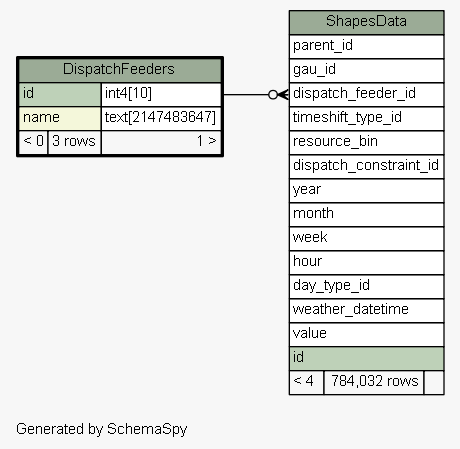 DispatchFeeders
id int4[10]
name text[2147483647]
< 0 3 rows 1 >
ShapesData
parent_id
gau_id
dispatch_feeder_id
timeshift_type_id
resource_bin
dispatch_constraint_id
year
month
week
hour
day_type_id
weather_datetime
value
id
< 4 784,032 rows
Generated by SchemaSpy